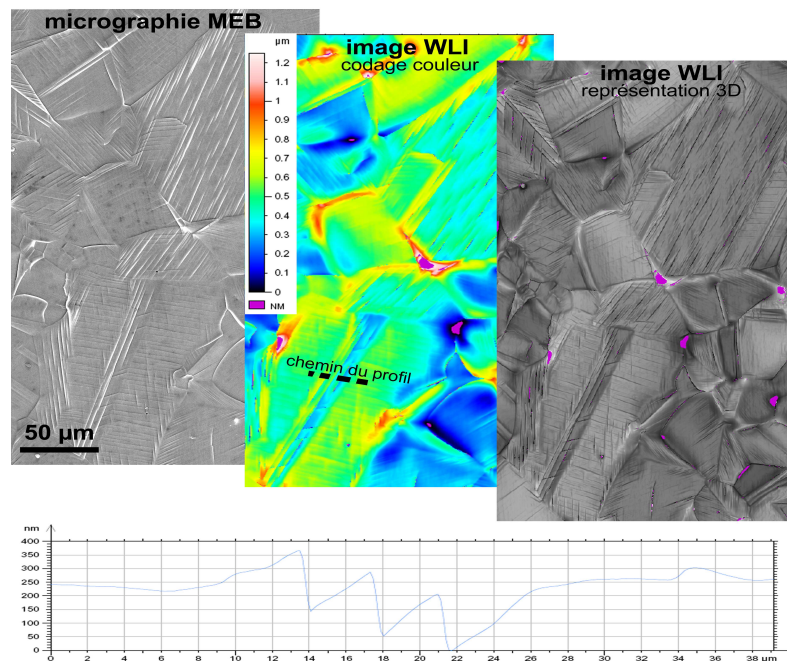 micrographie MEB
50 µm
µm
1.2
1.1
1
0.9
0.8
0.7
0.6
0.5
0.4
0.3
0.2
0.1
0
NM
image WLI
codage couleur
chemin du profil
image WLI
représentation 3D
nm
400
350
300
250
200
150
100
50
0
0 2 4 6 8 10 12 14 16 18 20 22 24 26 28 30 32 34 36 38 µm